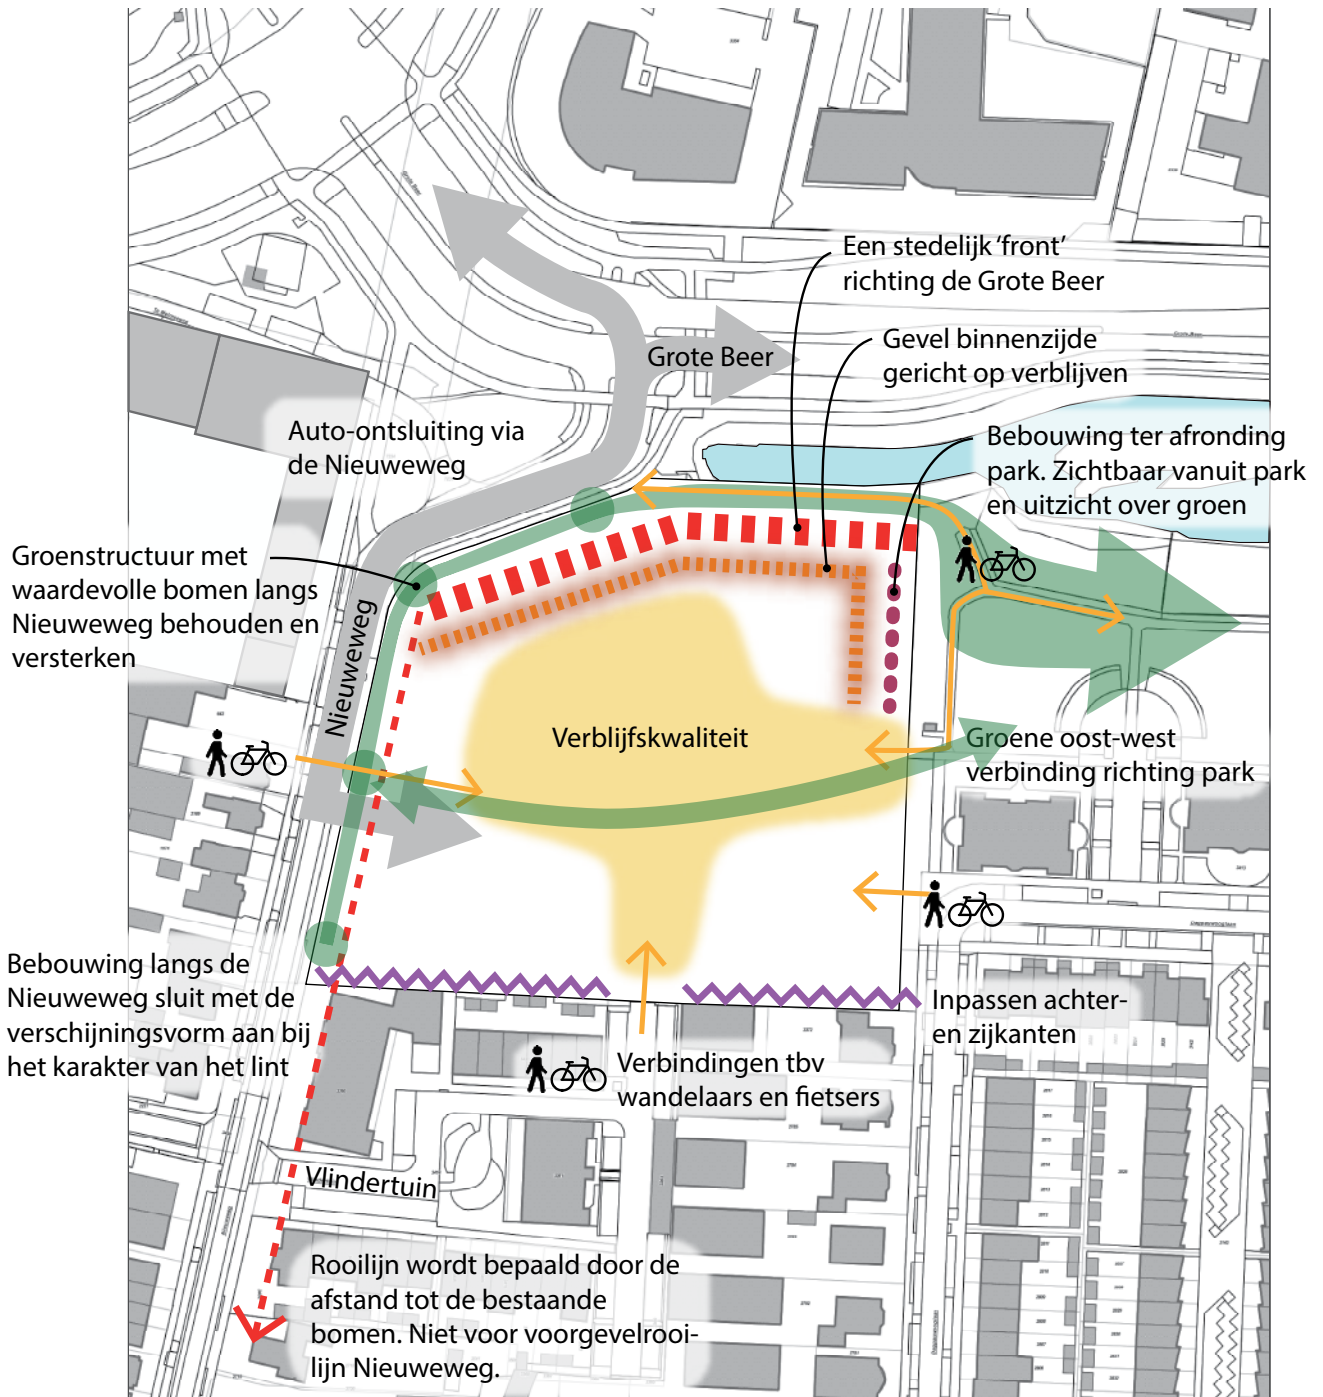 Grote Beer
Een stedelijk ‘front’
richting de Grote Beer
Grote Beer
Gevel binnenzijde
gericht op verblijven
Auto-ontsluiting via
de Nieuweweg
Bebouwing ter afronding
park. Zichtbaar vanuit park
en uitzicht over groen
Groenstructuur met
waardevolle bomen langs
Nieuweweg behouden en
versterken
Nieuweweg
Verblijfskwaliteit
Groene oost-west
verbinding richting park
Bebouwing langs de
Nieuweweg sluit met de
verschijningsvorm aan bij
het karakter van het lint
Inpassen achter-
en zijkanten
Verbindingen tbv
wandelaars en fietsers
Vlindertuin
Rooilijn wordt bepaald door de
afstand tot de bestaande
bomen. Niet voor voorgevelrooi-
lijn Nieuweweg.